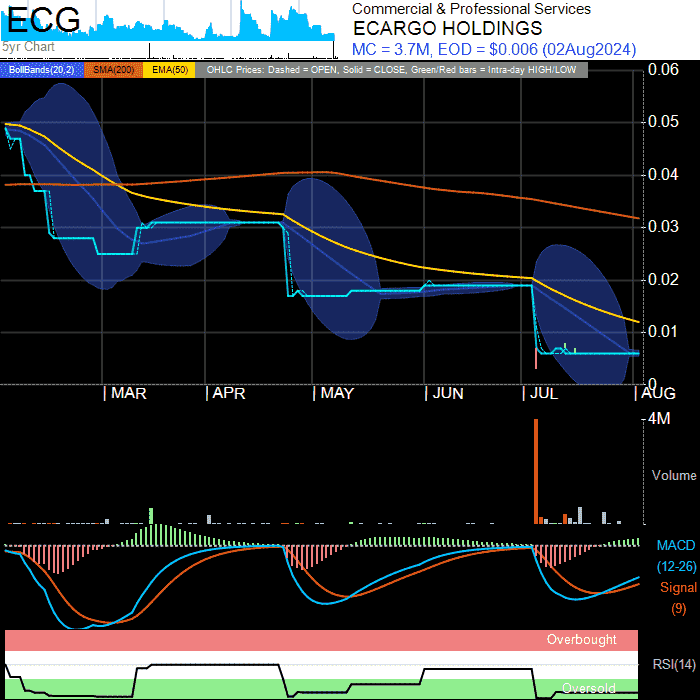 ECG
5yr Chart
Commercial & Professional Services
ECARGO HOLDINGS
MC = 3.7M, EOD = $0.006 (02Aug2024)
BollBands(20,2) SMA(200) EMA(50) OHLC Prices: Dashed = OPEN, Solid = CLOSE, Green/Red bars = Intra-day HIGH/LOW
0.06
0.05
0.04
0.03
0.02
0.01
0
MAR APR MAY JUN JUL AUG
4M
Volume
MACD
(12-26)
Signal
(9)
Overbought
RSI(14)
Oversold